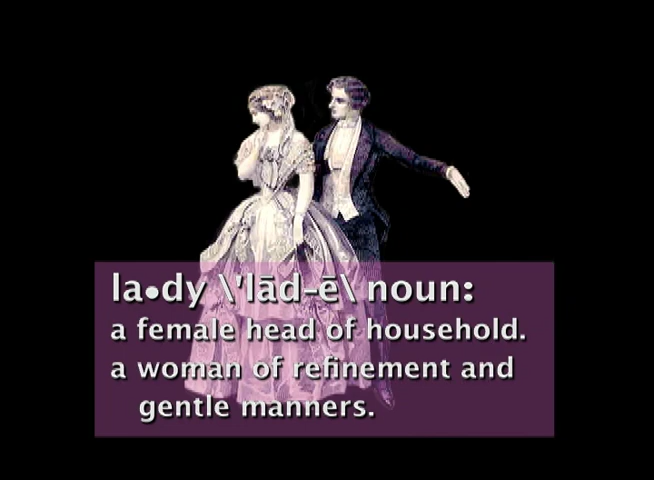 la•dy \'lād-ē\ noun:
a female head of household.
a woman of refinement and
gentle manners.